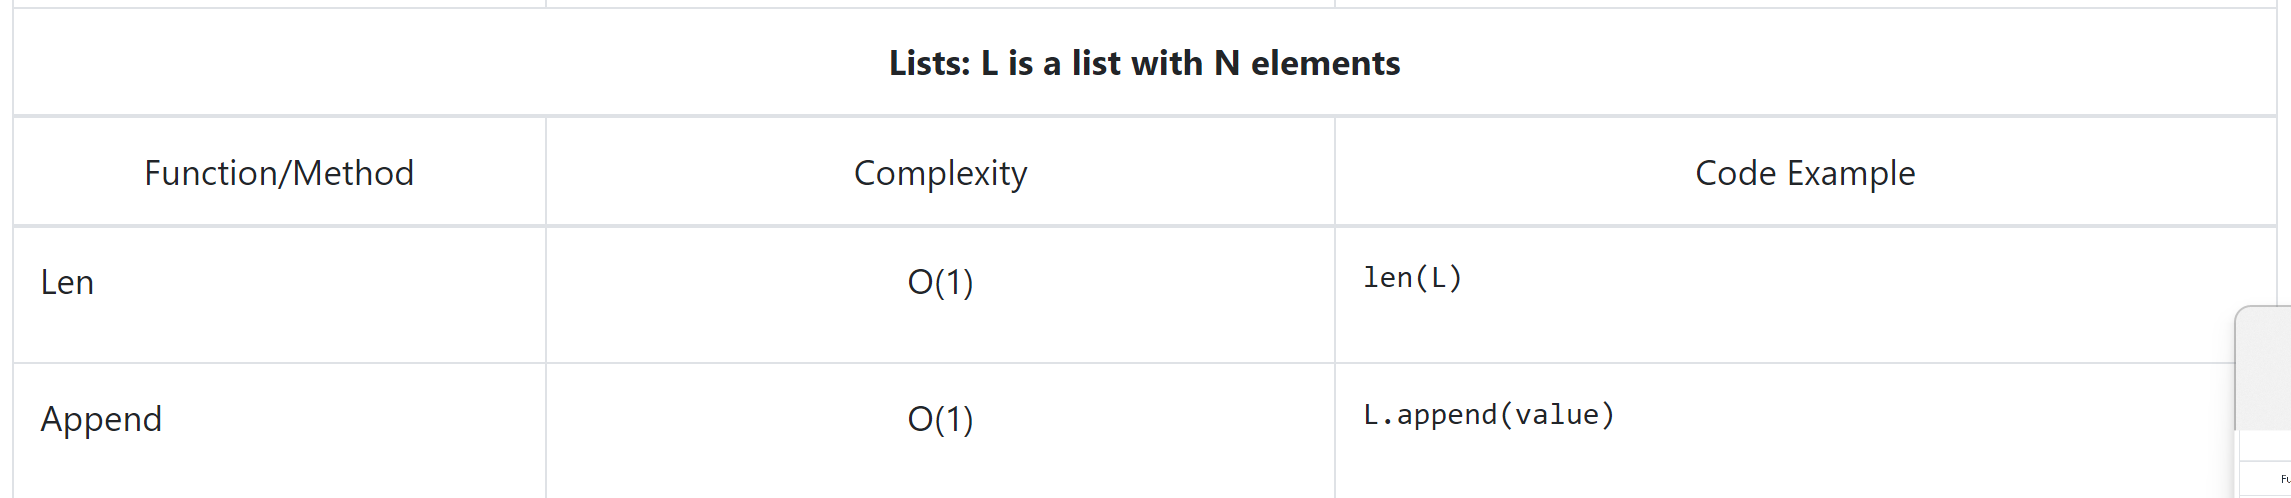 Lists: L is a list with N elements
Function/Method Complexity Code Example
Len O(1) len(L)
Append O(1) L.append(value)